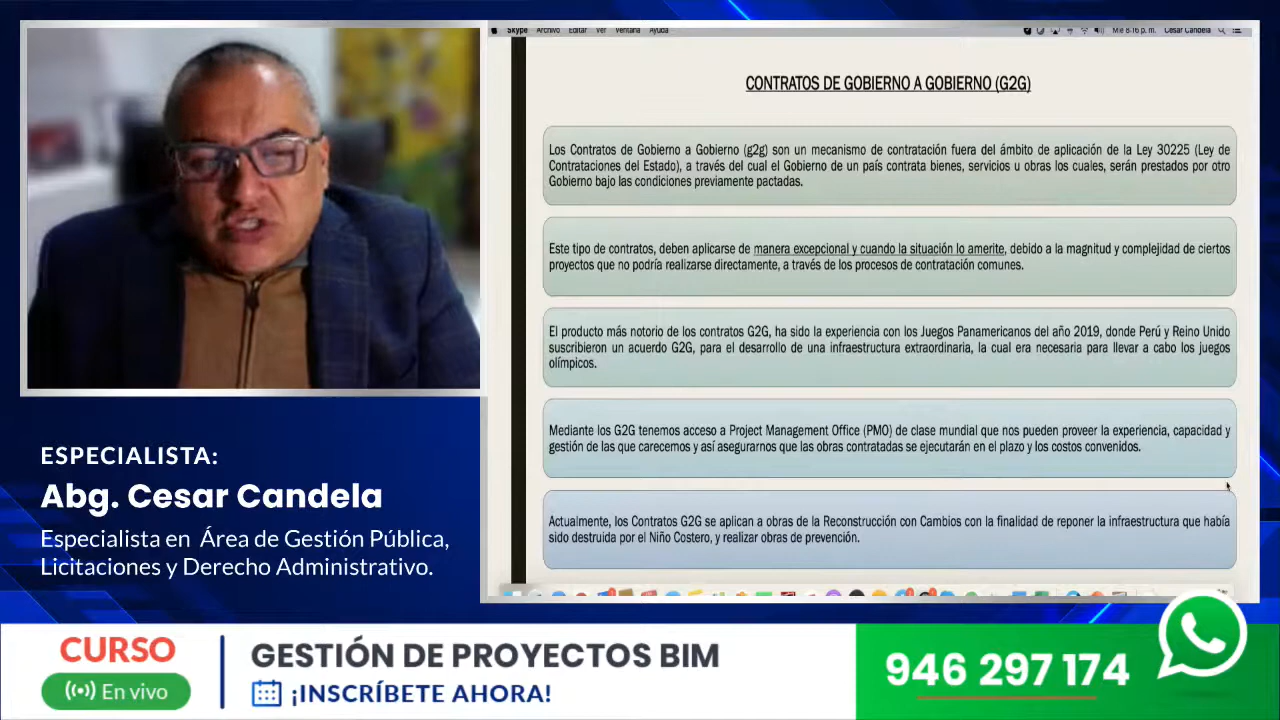 Skype Archivo Editar Ver Ventana Ayuda
Mié 8:16 p. m. Cesar Candela
CONTRATOS DE GOBIERNO A GOBIERNO (G2G)
Los Contratos de Gobierno a Gobierno (g2g) son un mecanismo de contratación fuera del ámbito de aplicación de la Ley 30225 (Ley de
Contrataciones del Estado), a través del cual el Gobierno de un país contrata bienes, servicios u obras los cuales, serán prestados por otro
Gobierno bajo las condiciones previamente pactadas.
Este tipo de contratos, deben aplicarse de manera excepcional y cuando la situación lo amerite, debido a la magnitud y complejidad de ciertos
proyectos que no podría realizarse directamente, a través de los procesos de contratación comunes.
El producto más notorio de los contratos G2G, ha sido la experiencia con los Juegos Panamericanos del año 2019, donde Perú y Reino Unido
suscribieron un acuerdo G2G, para el desarrollo de una infraestructura extraordinaria, la cual era necesaria para llevar a cabo los juegos
olímpicos.
Mediante los G2G tenemos acceso a Project Management Office (PMO) de clase mundial que nos pueden proveer la experiencia, capacidad y
gestión de las que carecemos y así asegurarnos que las obras contratadas se ejecutarán en el plazo y los costos convenidos.
Actualmente, los Contratos G2G se aplican a obras de la Reconstrucción con Cambios con la finalidad de reponer la infraestructura que había
sido destruida por el Niño Costero, y realizar obras de prevención.
ESPECIALISTA:
Abg. Cesar Candela
Especialista en Área de Gestión Pública,
Licitaciones y Derecho Administrativo.
CURSO
En vivo
GESTIÓN DE PROYECTOS BIM
¡INSCRÍBETE AHORA!
946 297 174